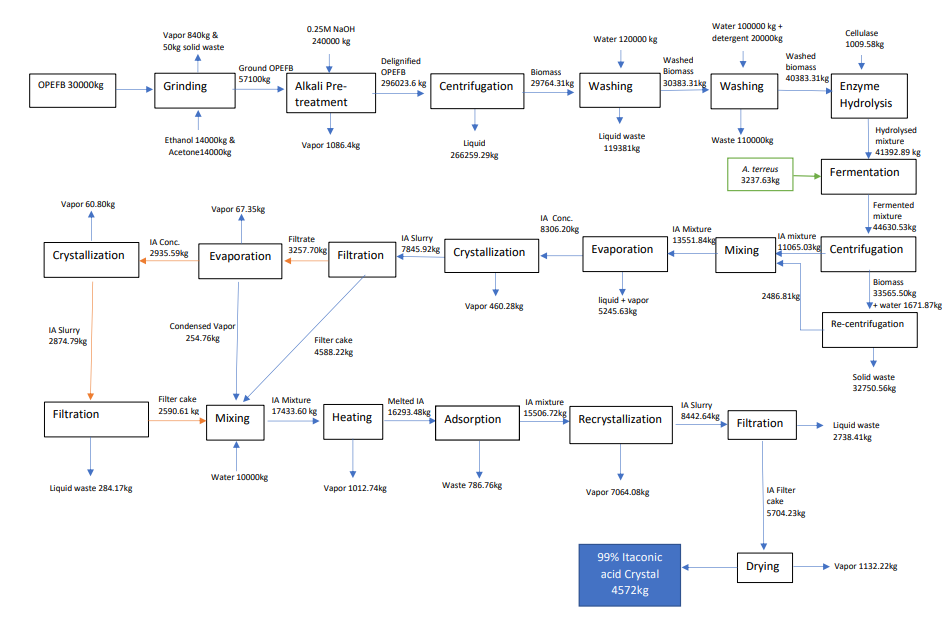 Vapor 840kg &
50kg solid waste
0.25M NaOH
240000 kg
Water 120000 kg
Water 100000 kg +
detergent 20000kg
Cellulase
1009.58kg
OPEFB 30000kg
Grinding
Ground OPEFB
57100kg
Alkali Pre-
treatment
Delignified
OPEFB
296023.6 kg
Centrifugation
Biomass
29764.31kg
Washing
Washed
Biomass
30383.31kg
Washing
Washed
biomass
40383.31kg
Enzyme
Hydrolysis
Ethanol 14000kg &
Acetone14000kg
Vapor 1086.4kg
Liquid
266259.29kg
Liquid waste
119381kg
Waste 110000kg
Hydrolysed
mixture
41392.89 kg
A. terreus
3237.63kg
Fermentation
Fermented
mixture
44630.53kg
Vapor 60.80kg
Vapor 67.35kg
Crystallization
IA Conc.
2935.59kg
Evaporation
Filtrate
3257.70kg
Filtration
IA Slurry
7845.92kg
Crystallization
IA Conc.
8306.20kg
Evaporation
IA Mixture
13551.84kg
Mixing
IA mixture
11065.03kg
Centrifugation
Biomass
33565.50kg
+ water 1671.87kg
2486.81kg
Re-centrifugation
Solid waste
32750.56kg
Vapor 460.28kg
liquid + vapor
5245.63kg
IA Slurry
2874.79kg
Condensed Vapor
254.76kg
Filter cake
4588.22kg
Filtration
Filter cake
2590.61 kg
Mixing
IA Mixture
17433.60 kg
Heating
Melted IA
16293.48kg
Adsorption
IA mixture
15506.72kg
Recrystallization
IA Slurry
8442.64kg
Filtration
Liquid waste
2738.41kg
Liquid waste 284.17kg
Water 10000kg
Vapor 1012.74kg
Waste 786.76kg
Vapor 7064.08kg
IA Filter
cake
5704.23kg
99% Itaconic
acid Crystal
4572kg
Drying
Vapor 1132.22kg